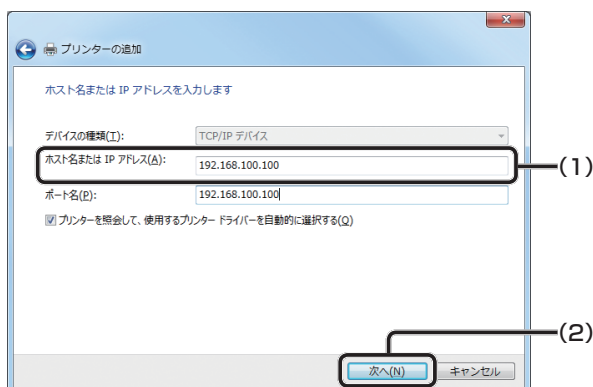 プリンターの追加
ホスト名または IP アドレスを入力します
デバイスの種類(T): TCP/IP デバイス
ホスト名または IP アドレス(A): 192.168.100.100
(1)
ポート名(P): 192.168.100.100
プリンターを照会して、使用するプリンター ドライバーを自動的に選択する(Q)
(2)
次へ(N) キャンセル